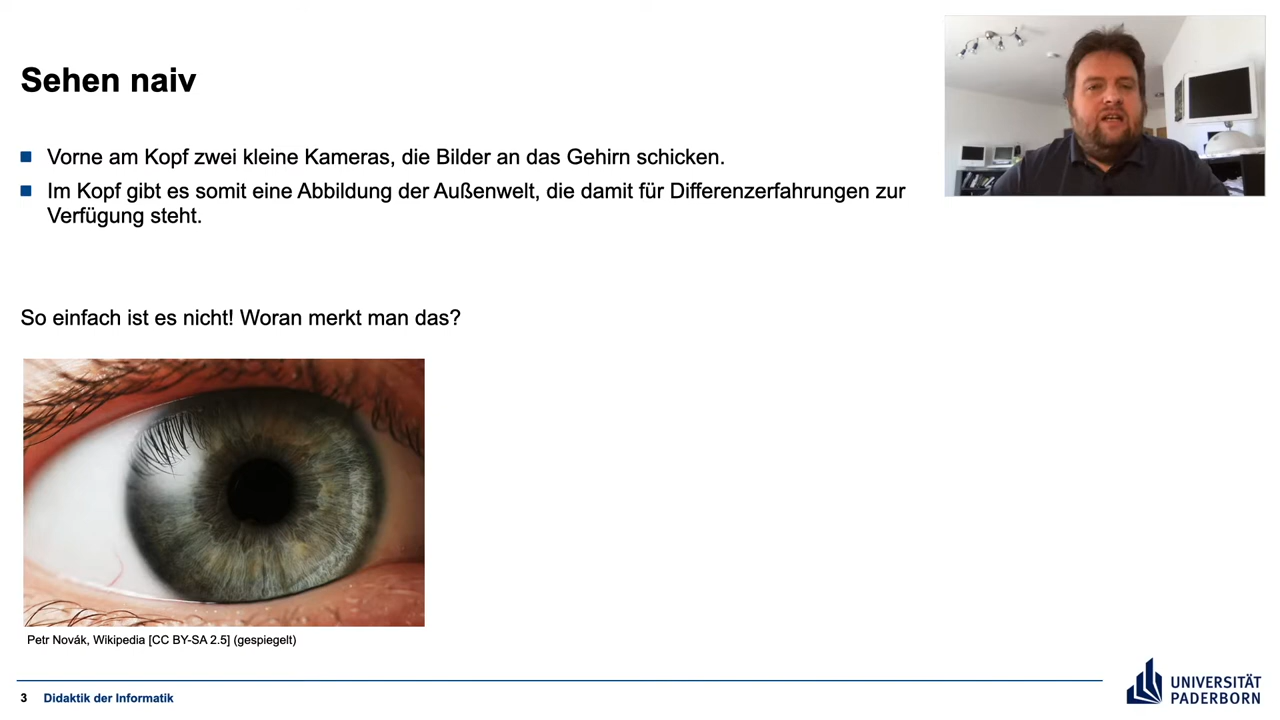 Sehen naiv
Vorne am Kopf zwei kleine Kameras, die Bilder an das Gehirn schicken.
Im Kopf gibt es somit eine Abbildung der Außenwelt, die damit für Differenzerfahrungen zur
Verfügung steht.
So einfach ist es nicht! Woran merkt man das?
Petr Novák, Wikipedia [CC BY-SA 2.5] (gespiegelt)
3 Didaktik der Informatik
UNIVERSITÄT
PADERBORN